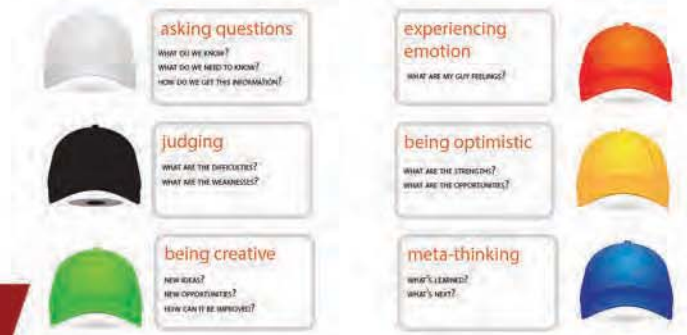 asking questions
WHAT DO WE KNOW?
WHAT DO WE NEED TO KNOW?
HOW DO WE GET THIS INFORMATION?
experiencing
emotion
WHAT ARE MY GUY FEELINGS?
judging
WHAT ARE THE DIFFICULTIES?
WHAT ARE THE WEAKNESSES?
being optimistic
WHAT ARE THE STRENGTHS?
WHAT ARE THE OPPORTUNITIES?
being creative
NEW IDEAS?
NEW OPPORTUNITIES?
HOW CAN IT BE IMPROVED?
meta-thinking
WHAT'S LEARNED?
WHAT'S NEXT?